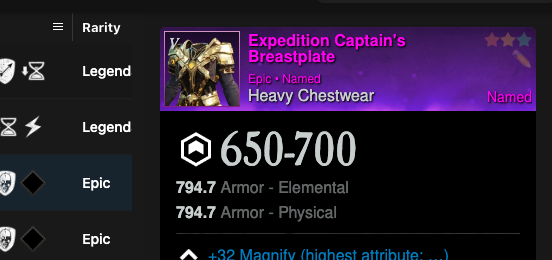 Rarity
Legend
Legend
Epic
Epic
V
Expedition Captain's
Breastplate
Epic • Named
Heavy Chestwear
Named
650-700
794.7 Armor - Elemental
794.7 Armor - Physical
+32 Magnify (highest attribute: ...)